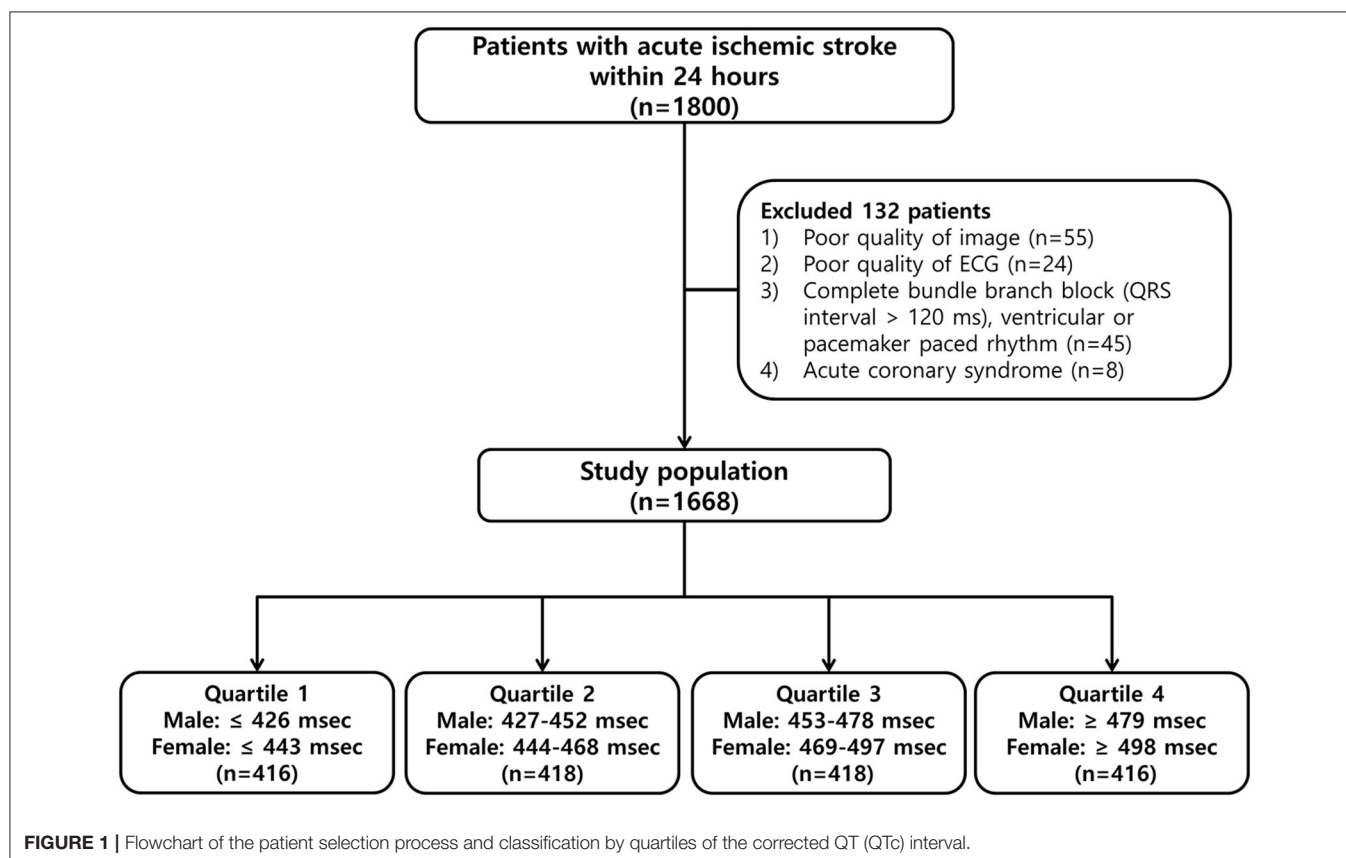 Patients with acute ischemic stroke
within 24 hours
(n=1800)
Excluded 132 patients
1) Poor quality of image (n=55)
2) Poor quality of ECG (n=24)
3) Complete bundle branch block (QRS
interval > 120 ms), ventricular or
pacemaker paced rhythm (n=45)
4) Acute coronary syndrome (n=8)
Study population
(n=1668)
Quartile 1
Male: ≤ 426 msec
Female: ≤ 443 msec
(n=416)
Quartile 2
Male: 427-452 msec
Female: 444-468 msec
(n=418)
Quartile 3
Male: 453-478 msec
Female: 469-497 msec
(n=418)
Quartile 4
Male: ≥ 479 msec
Female: ≥ 498 msec
(n=416)
FIGURE 1 | Flowchart of the patient selection process and classification by quartiles of the corrected QT (QTc) interval.